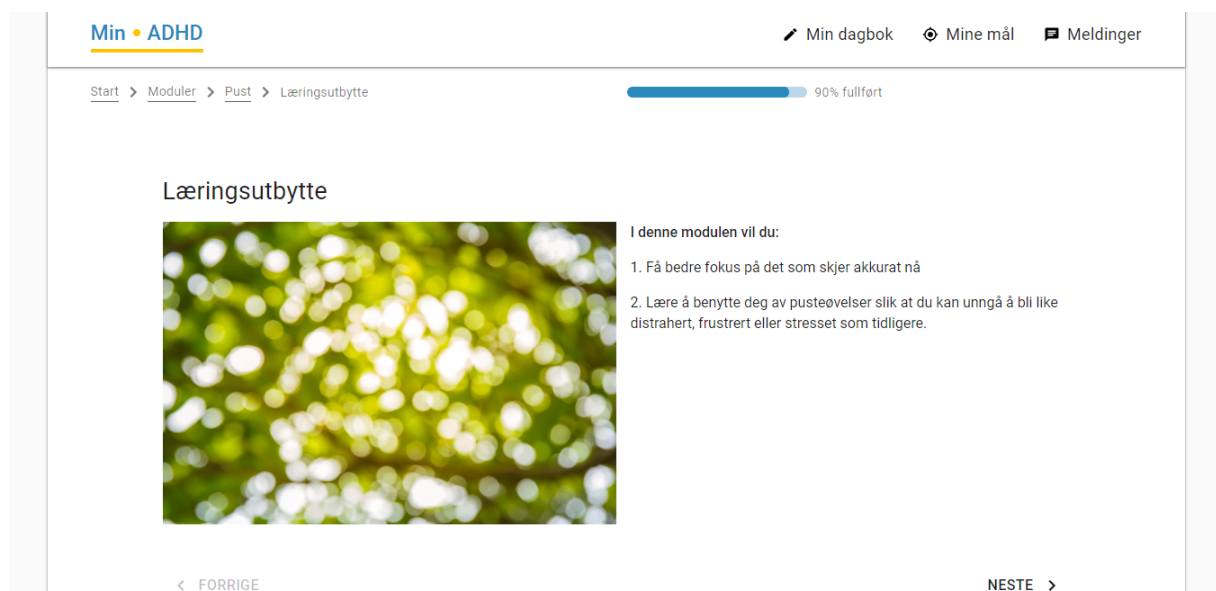 Min • ADHD
Min dagbok
Mine mål
Meldinger
Start > Moduler > Pust > Læringsutbytte
90% fullført
Læringsutbytte
I denne modulen vil du:
1. Få bedre fokus på det som skjer akkurat nå
2. Lære å benytte deg av pusteøvelser slik at du kan unngå å bli like
distrahert, frustrert eller stresset som tidligere.
< FORRIGE
NESTE >